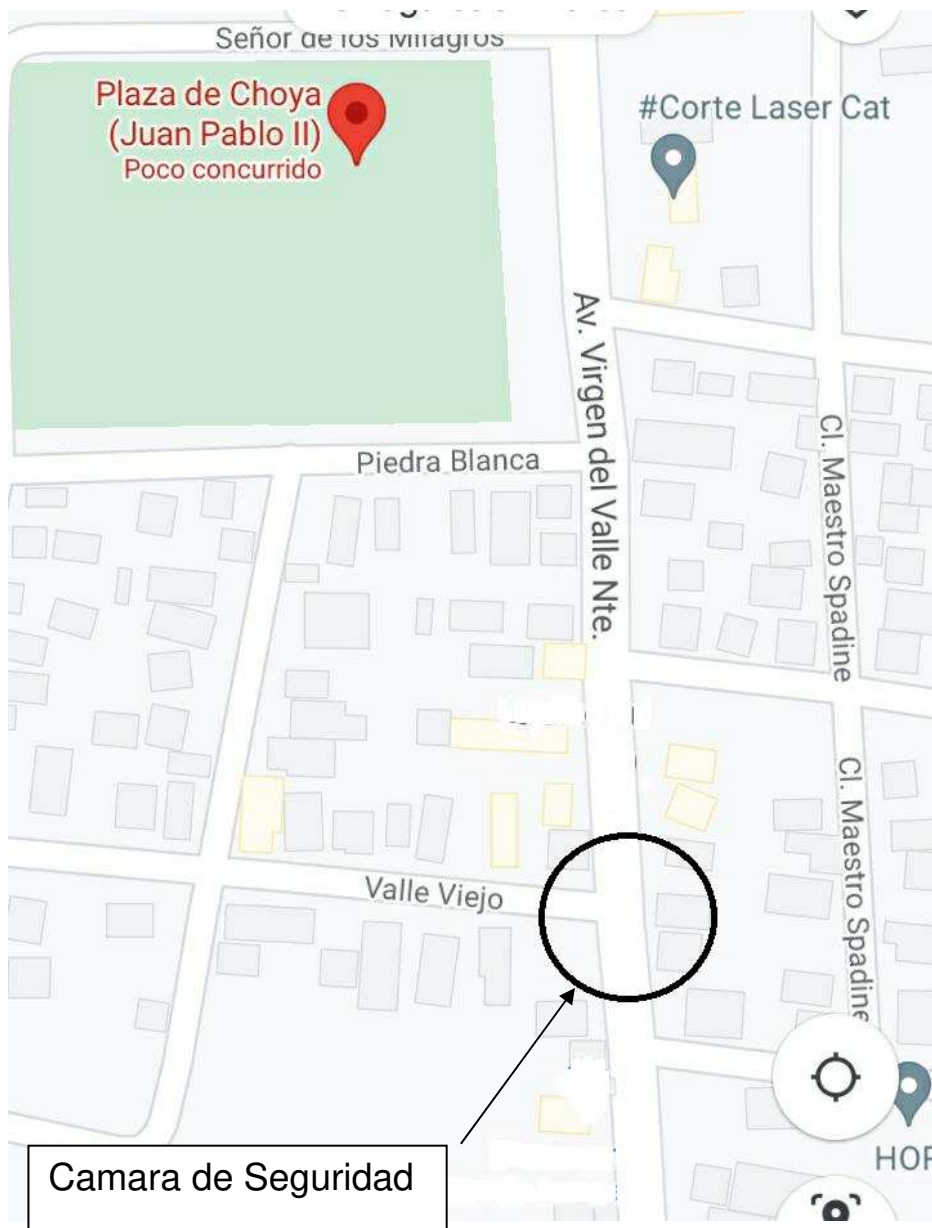 Señor de los Milagros
Plaza de Choya
(Juan Pablo II)
Poco concurrido
#Corte Laser Cat
Av. Virgen del Valle Nte.
Piedra Blanca
Cl. Maestro Spadine
Cl. Maestro Spadine
Valle Viejo
HOP
Camara de Seguridad